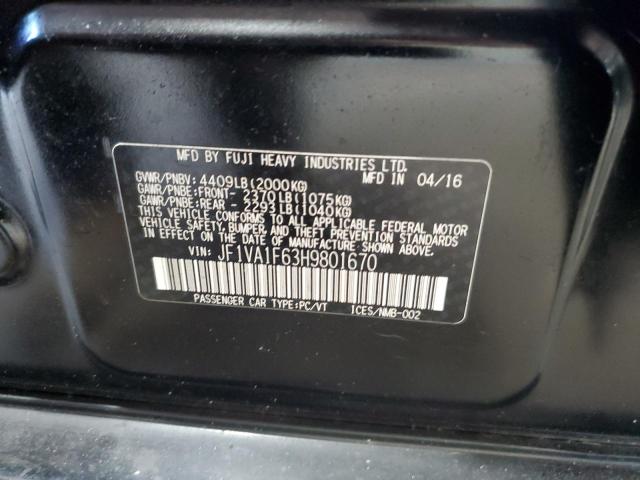 MFD BY FUJI HEAVY INDUSTRIES LTD.
GVWR/PNBV: 4409LB(2000KG) MFD IN 04/16
GAWR/PNBE:FRONT - 2370LB(1075KG)
GAWR/PNBE:REAR - 2293LB(1040KG)
THIS VEHICLE CONFORMS TO ALL APPLICABLE FEDERAL MOTOR
VEHICLE SAFETY, BUMPER, AND THEFT PREVENTION STANDARDS
IN EFFECT ON THE DATE OF MANUFACTURE SHOWN ABOVE.
VIN: JF1VA1F63H9801670
PASSENGER CAR TYPE:PC/VT ICES/NMB-002